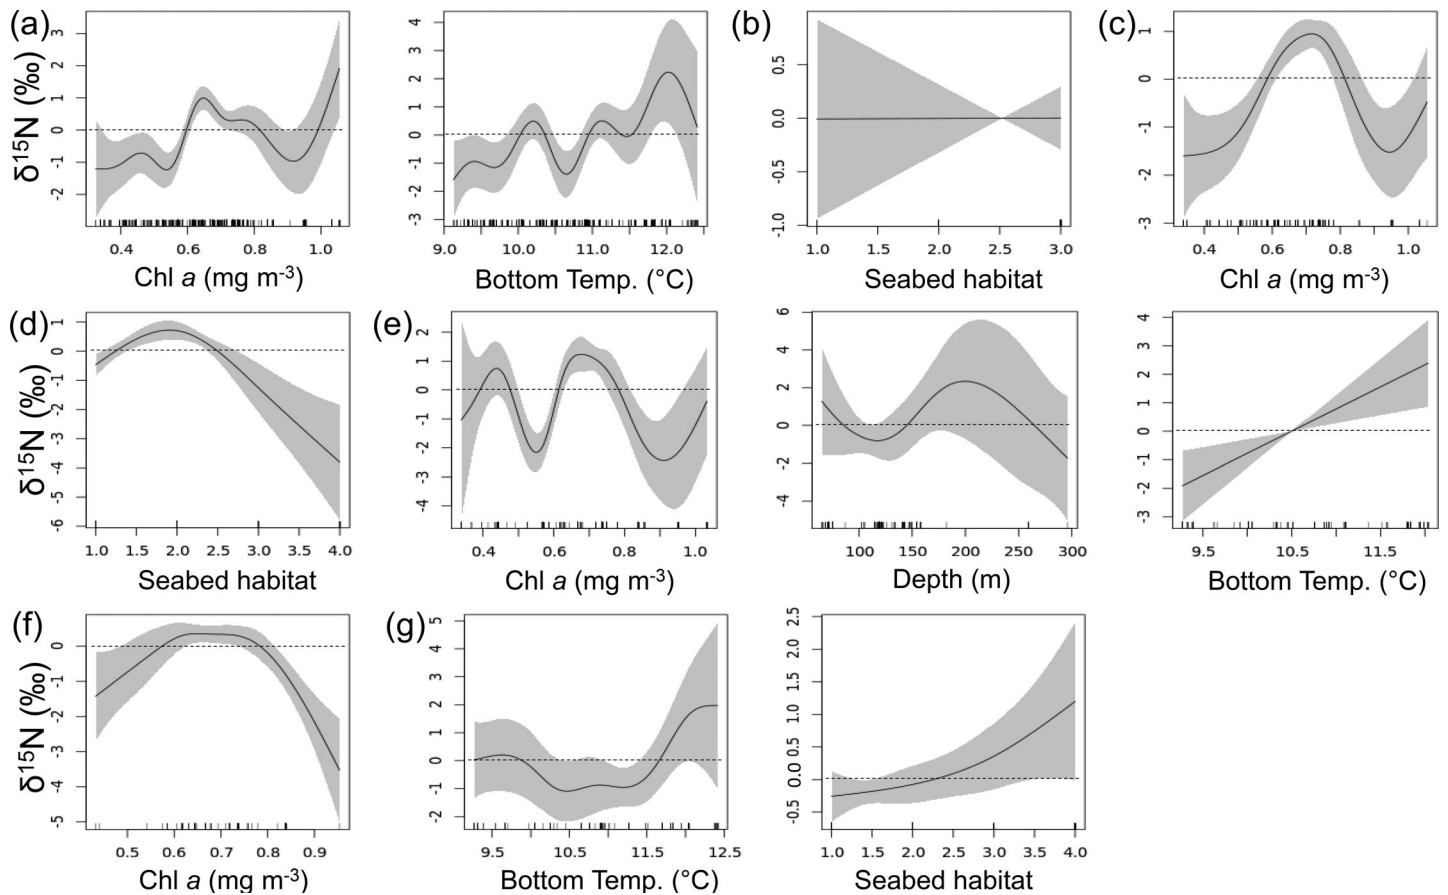 (a)
δ15N (‰)
3
2
1
0
-1
-2
0.4 0.6 0.8 1.0
Chl a (mg m-3)
4
3
2
1
0
-1
-2
-3
9.0 10.0 11.0 12.0
Bottom Temp. (°C)
(b)
0.5
0.0
-0.5
-1.0
1.0 1.5 2.0 2.5 3.0
Seabed habitat
(c)
1
0
-1
-2
-3
0.4 0.6 0.8 1.0
Chl a (mg m-3)
(d)
δ15N (‰)
1
0
-1
-2
-3
-4
-5
-6
1.0 1.5 2.0 2.5 3.0 3.5 4.0
Seabed habitat
(e)
2
1
0
-1
-2
-3
-4
0.4 0.6 0.8 1.0
Chl a (mg m-3)
6
4
2
0
-2
-4
100 150 200 250 300
Depth (m)
4
3
2
1
0
-1
-2
-3
9.5 10.5 11.5
Bottom Temp. (°C)
(f)
δ15N (‰)
0
-1
-2
-3
-4
-5
0.5 0.6 0.7 0.8 0.9
Chl a (mg m-3)
(g)
5
4
3
2
1
0
-1
-2
9.5 10.5 11.5 12.5
Bottom Temp. (°C)
2.5
2.0
1.5
1.0
0.5
0.0
-0.5
1.0 1.5 2.0 2.5 3.0 3.5 4.0
Seabed habitat